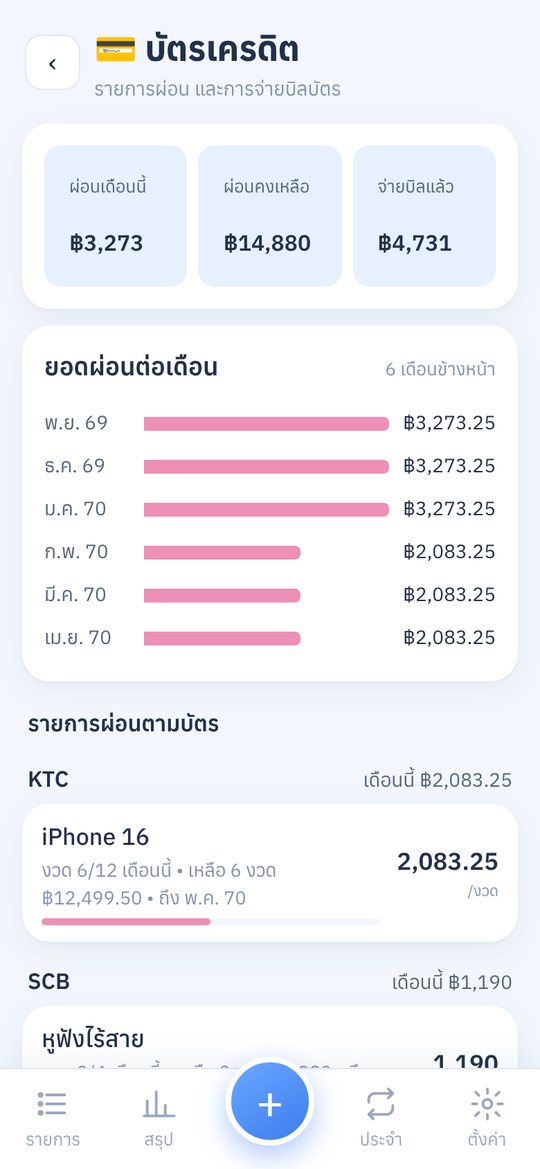 บัตรเครดิต
รายการผ่อน และการจ่ายบิลบัตร
ผ่อนเดือนนี้ ผ่อนคงเหลือ จ่ายบิลแล้ว
฿3,273 ฿14,880 ฿4,731
ยอดผ่อนต่อเดือน 6 เดือนข้างหน้า
พ.ย. 69 ฿3,273.25
ธ.ค. 69 ฿3,273.25
ม.ค. 70 ฿3,273.25
ก.พ. 70 ฿2,083.25
มี.ค. 70 ฿2,083.25
เม.ย. 70 ฿2,083.25
รายการผ่อนตามบัตร
KTC เดือนนี้ ฿2,083.25
iPhone 16
งวด 6/12 เดือนนี้ • เหลือ 6 งวด
฿12,499.50 • ถึง พ.ค. 70
2,083.25
/งวด
SCB เดือนนี้ ฿1,190
หูฟังไร้สาย
1,190
รายการ สรุป + ประจำ ตั้งค่า